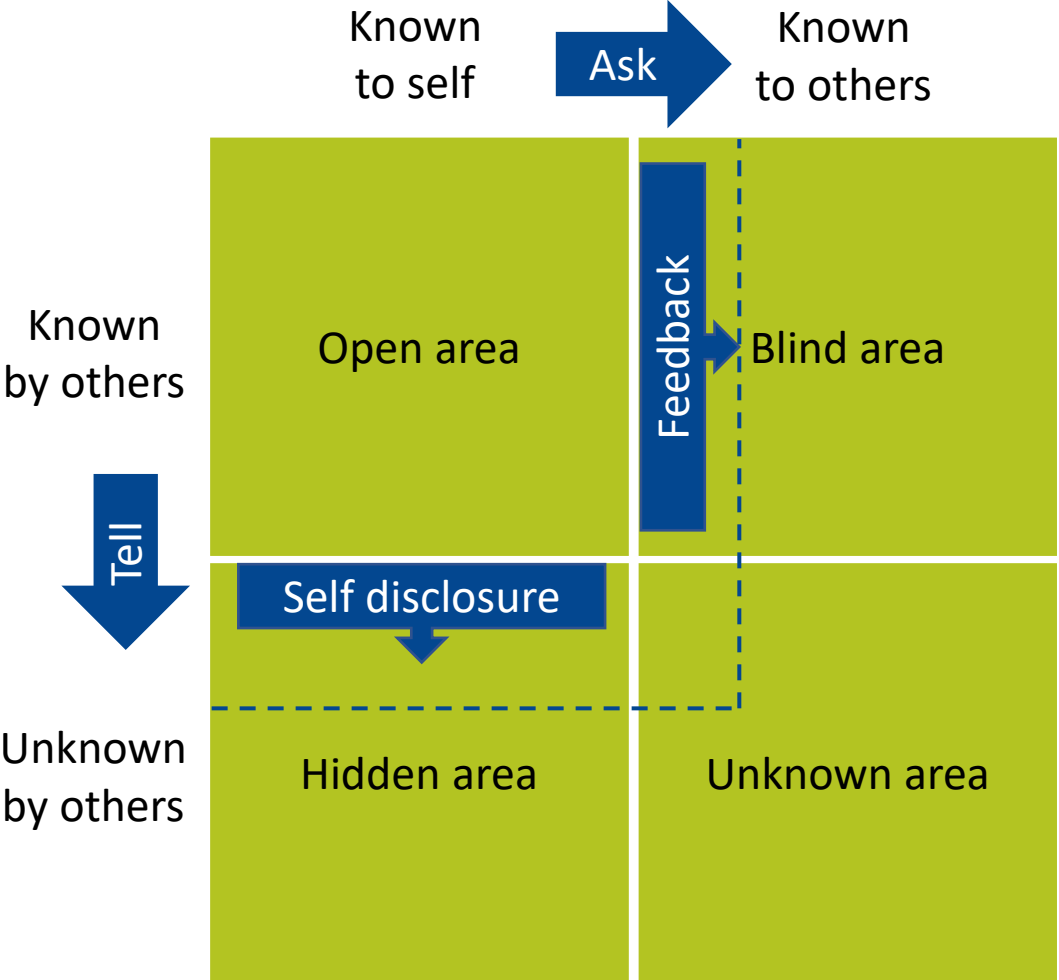 Known
to self
Ask
Known
to others
Known
by others
Open area
Feedback
Blind area
Tell
Self disclosure
Unknown
by others
Hidden area
Unknown area